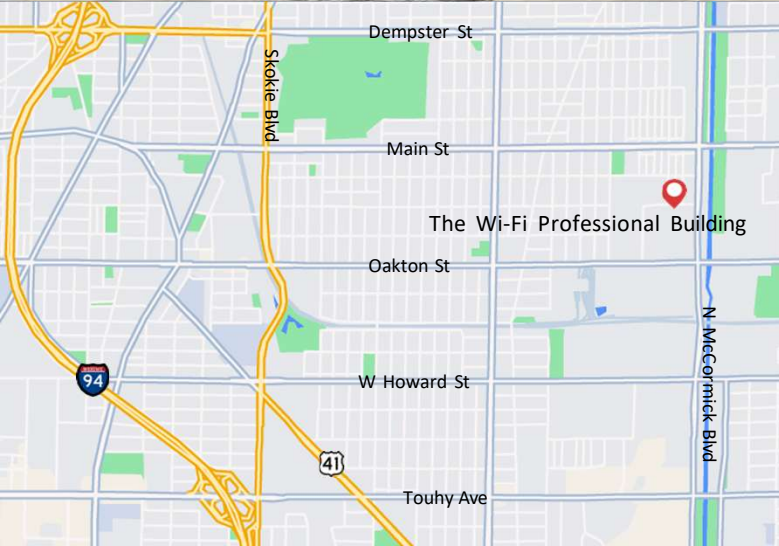 Dempster St
Skokie Blvd
Main St
The Wi-Fi Professional Building
Oakton St
N McCormick Blvd
W Howard St
94
41
Touhy Ave